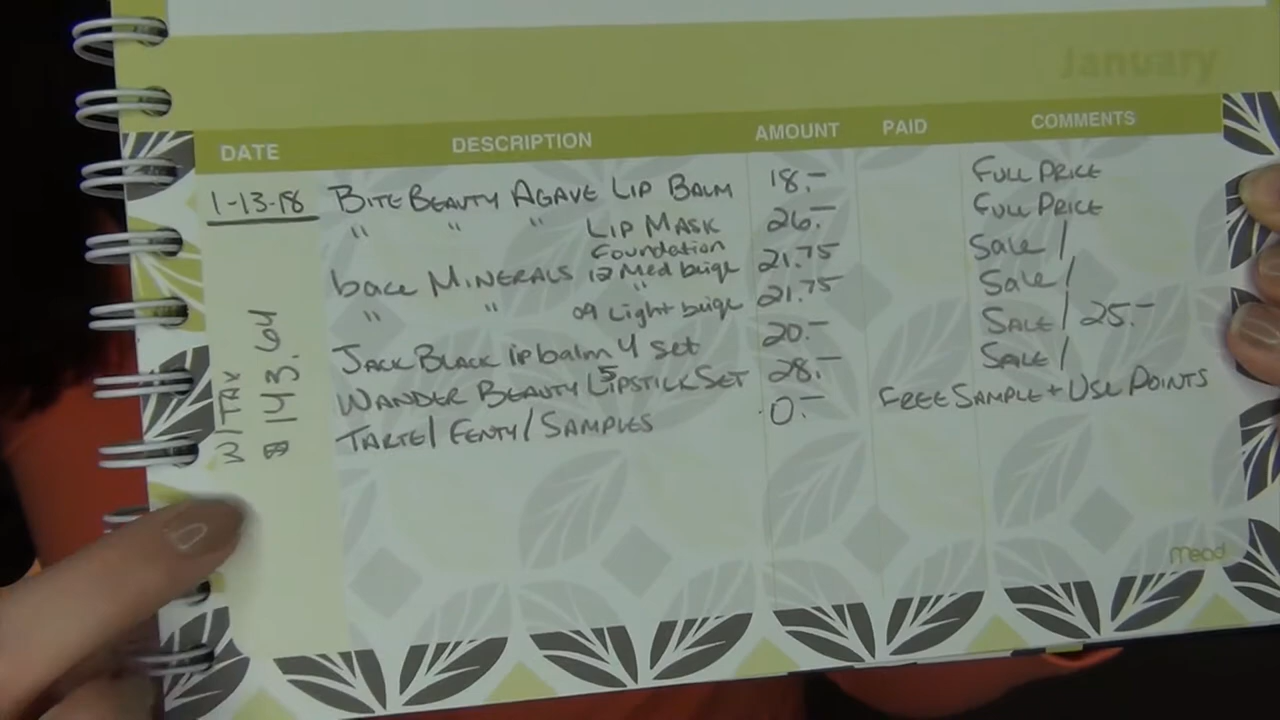 January
DATE DESCRIPTION AMOUNT PAID COMMENTS
1-13-18 BITE BEAUTY AGAVE LIP BALM 18.- FULL PRICE
" " " LIP MASK 26.- FULL PRICE
Foundation
bare MINERALS 12 Med beige 21.75 Sale /
" " " 09 Light beige 21.75 Sale /
JACK BLACK lip balm 4 set 20.- SALE / 25.-
WANDER BEAUTY 5 LIPSTICK SET 28.- SALE /
TARTE / FENTY / SAMPLES 0.- FREE SAMPLE + USE POINTS
W/TAX
$143.64
mead